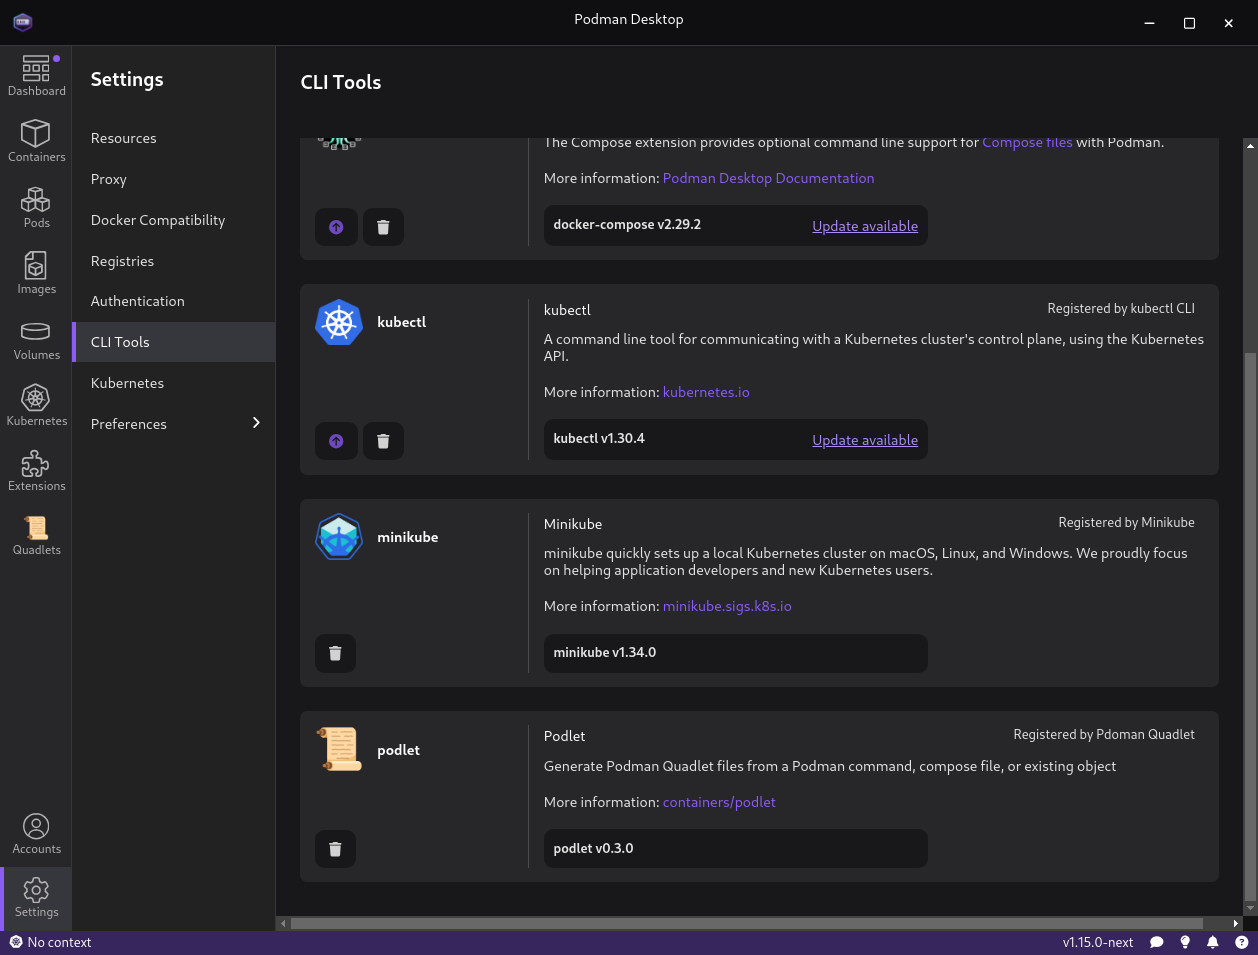 Podman Desktop
Dashboard
Containers
Pods
Images
Volumes
Kubernetes
Extensions
Quadlets
Accounts
Settings
Settings
Resources
Proxy
Docker Compatibility
Registries
Authentication
CLI Tools
Kubernetes
Preferences
CLI Tools
The Compose extension provides optional command line support for Compose files with Podman.
More information: Podman Desktop Documentation
docker-compose v2.29.2 Update available
kubectl
kubectl Registered by kubectl CLI
A command line tool for communicating with a Kubernetes cluster's control plane, using the Kubernetes
API.
More information: kubernetes.io
kubectl v1.30.4 Update available
minikube
Minikube Registered by Minikube
minikube quickly sets up a local Kubernetes cluster on macOS, Linux, and Windows. We proudly focus
on helping application developers and new Kubernetes users.
More information: minikube.sigs.k8s.io
minikube v1.34.0
podlet
Podlet Registered by Pdoman Quadlet
Generate Podman Quadlet files from a Podman command, compose file, or existing object
More information: containers/podlet
podlet v0.3.0
No context v1.15.0-next